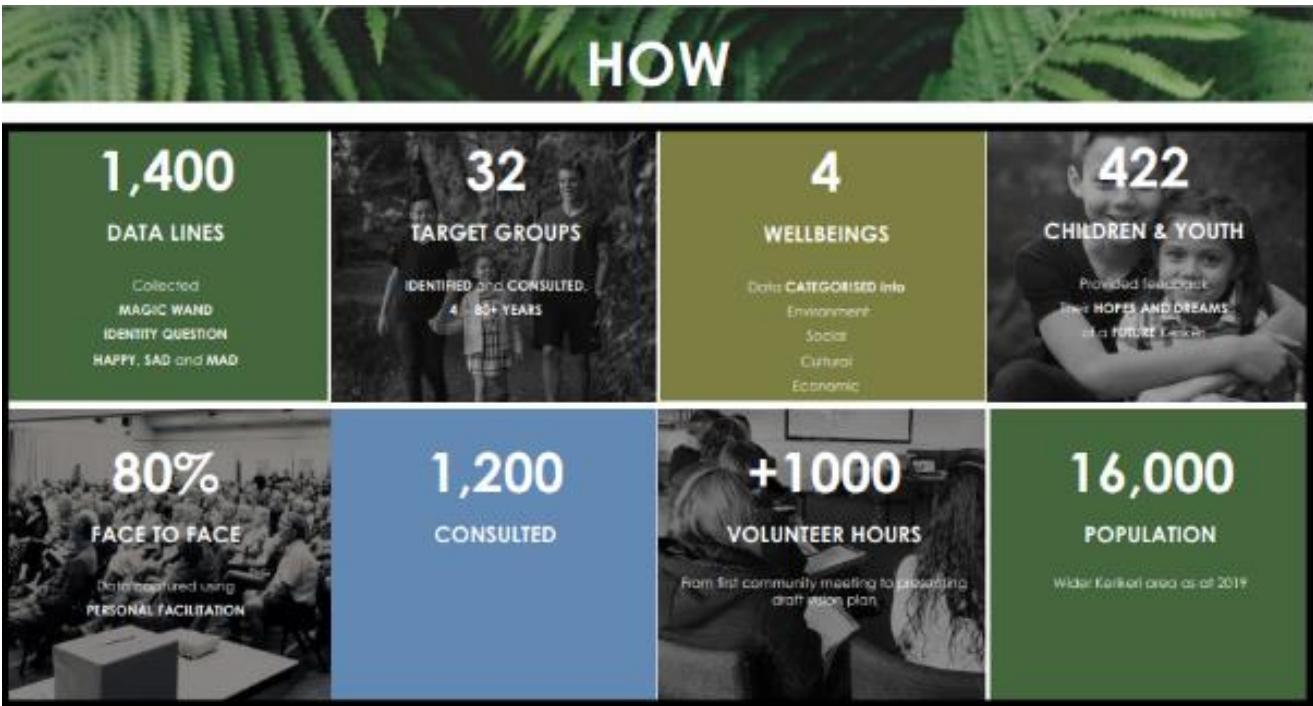 HOW
1,400
DATA LINES
Collected
MAGIC WAND
IDENTITY QUESTION
HAPPY, SAD and MAD
32
TARGET GROUPS
IDENTIFIED and CONSULTED.
4 80+ YEARS
4
WELLBEINGS
Data CATEGORISED into
Environment
Social
Cultural
Economic
422
CHILDREN & YOUTH
Provided feedback
Their HOPES AND DREAMS
of a FUTURE Kerikeri
80%
FACE TO FACE
Data captured using
PERSONAL FACILITATION
1,200
CONSULTED
+1000
VOLUNTEER HOURS
From first community meeting to presenting
draft vision plan
16,000
POPULATION
Wider Kerikeri area as at 2019